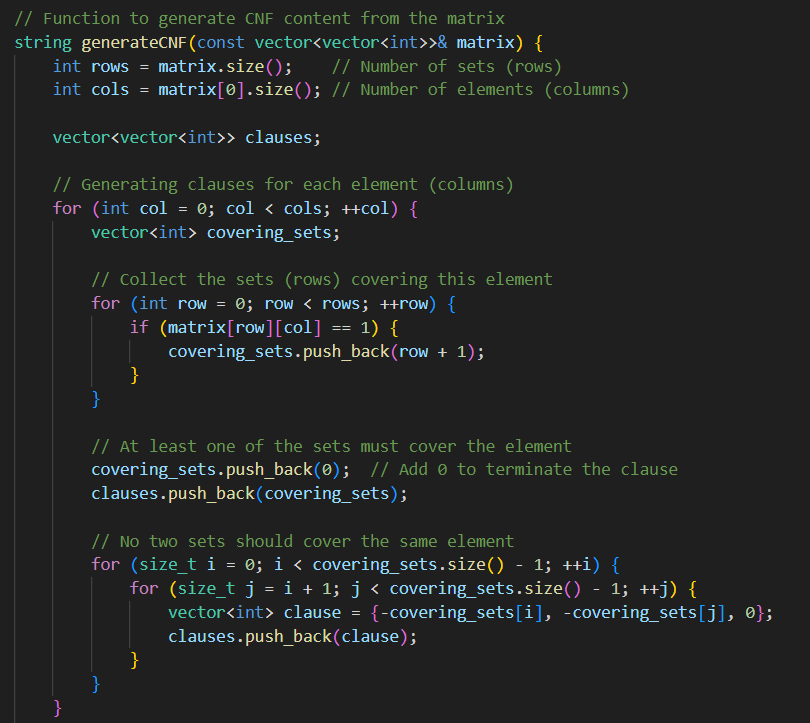 // Function to generate CNF content from the matrix
string generateCNF(const vector<vector<int>>& matrix) {
    int rows = matrix.size();    // Number of sets (rows)
    int cols = matrix[0].size(); // Number of elements (columns)

    vector<vector<int>> clauses;

    // Generating clauses for each element (columns)
    for (int col = 0; col < cols; ++col) {
        vector<int> covering_sets;

        // Collect the sets (rows) covering this element
        for (int row = 0; row < rows; ++row) {
            if (matrix[row][col] == 1) {
                covering_sets.push_back(row + 1);
            }
        }

        // At least one of the sets must cover the element
        covering_sets.push_back(0);  // Add 0 to terminate the clause
        clauses.push_back(covering_sets);

        // No two sets should cover the same element
        for (size_t i = 0; i < covering_sets.size() - 1; ++i) {
            for (size_t j = i + 1; j < covering_sets.size() - 1; ++j) {
                vector<int> clause = {-covering_sets[i], -covering_sets[j], 0};
                clauses.push_back(clause);
            }
        }
    }